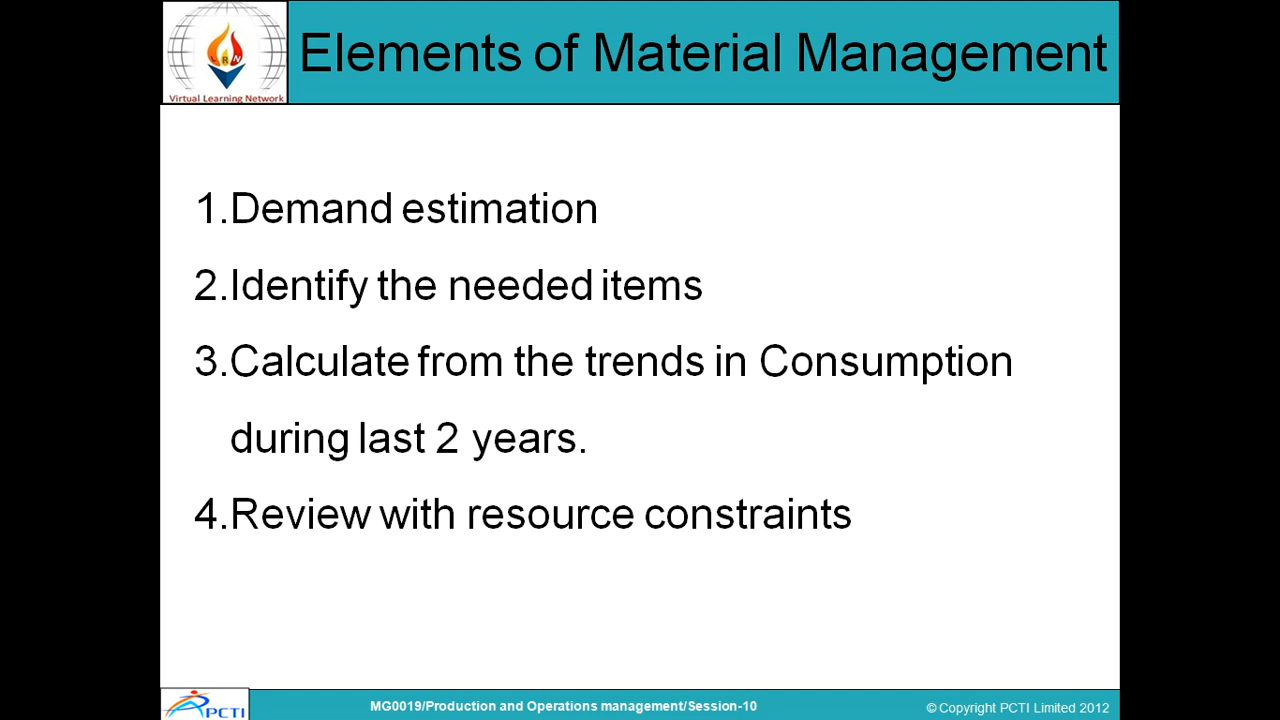 Elements of Material Management
Virtual Learning Network
1.Demand estimation
2.Identify the needed items
3.Calculate from the trends in Consumption
during last 2 years.
4.Review with resource constraints
PCTI
MG0019/Production and Operations management/Session-10
© Copyright PCTI Limited 2012